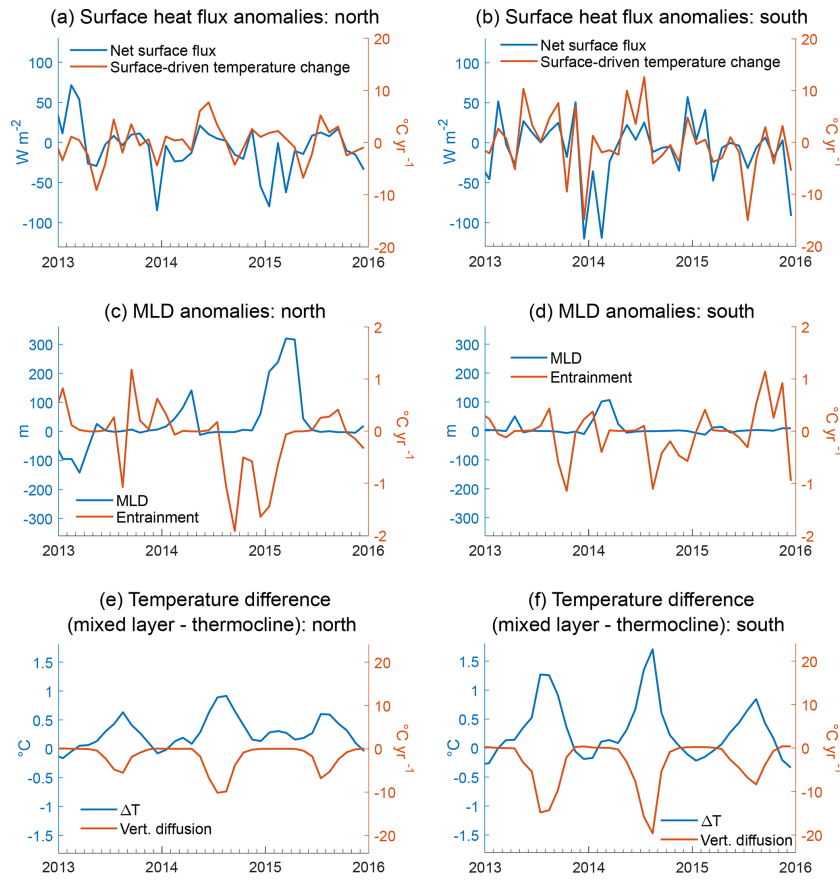 (a) Surface heat flux anomalies: north
Net surface flux
Surface-driven temperature change
W m-2
100
50
0
-50
-100
20
10
0
-10
-20
°C yr-1
2013
2014
2015
2016
(b) Surface heat flux anomalies: south
Net surface flux
Surface-driven temperature change
W m-2
100
50
0
-50
-100
20
10
0
-10
-20
°C yr-1
2013
2014
2015
2016
(c) MLD anomalies: north
MLD
Entrainment
m
300
200
100
0
-100
-200
-300
2
1
0
-1
-2
°C yr-1
2013
2014
2015
2016
(d) MLD anomalies: south
MLD
Entrainment
m
300
200
100
0
-100
-200
-300
2
1
0
-1
-2
°C yr-1
2013
2014
2015
2016
(e) Temperature difference
(mixed layer - thermocline): north
ΔT
Vert. diffusion
°C
1.5
1
0.5
0
-0.5
-1
-1.5
20
10
0
-10
-20
°C yr-1
2013
2014
2015
2016
(f) Temperature difference
(mixed layer - thermocline): south
ΔT
Vert. diffusion
°C
1.5
1
0.5
0
-0.5
-1
-1.5
20
10
0
-10
-20
°C yr-1
2013
2014
2015
2016